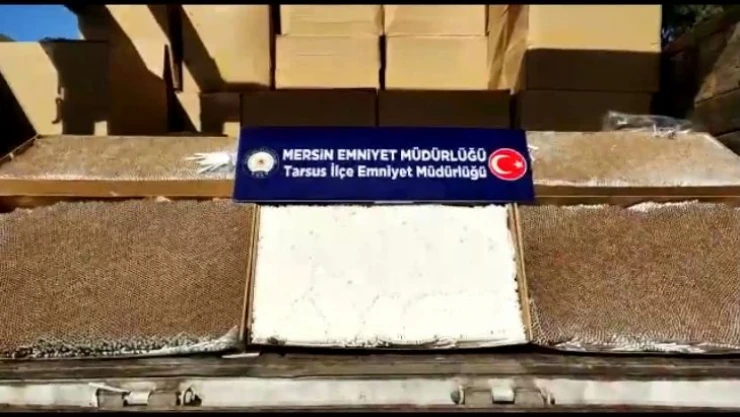 MERSİN EMNİYET MÜDÜRLÜĞÜ
Tarsus İlçe Emniyet Müdürlüğü